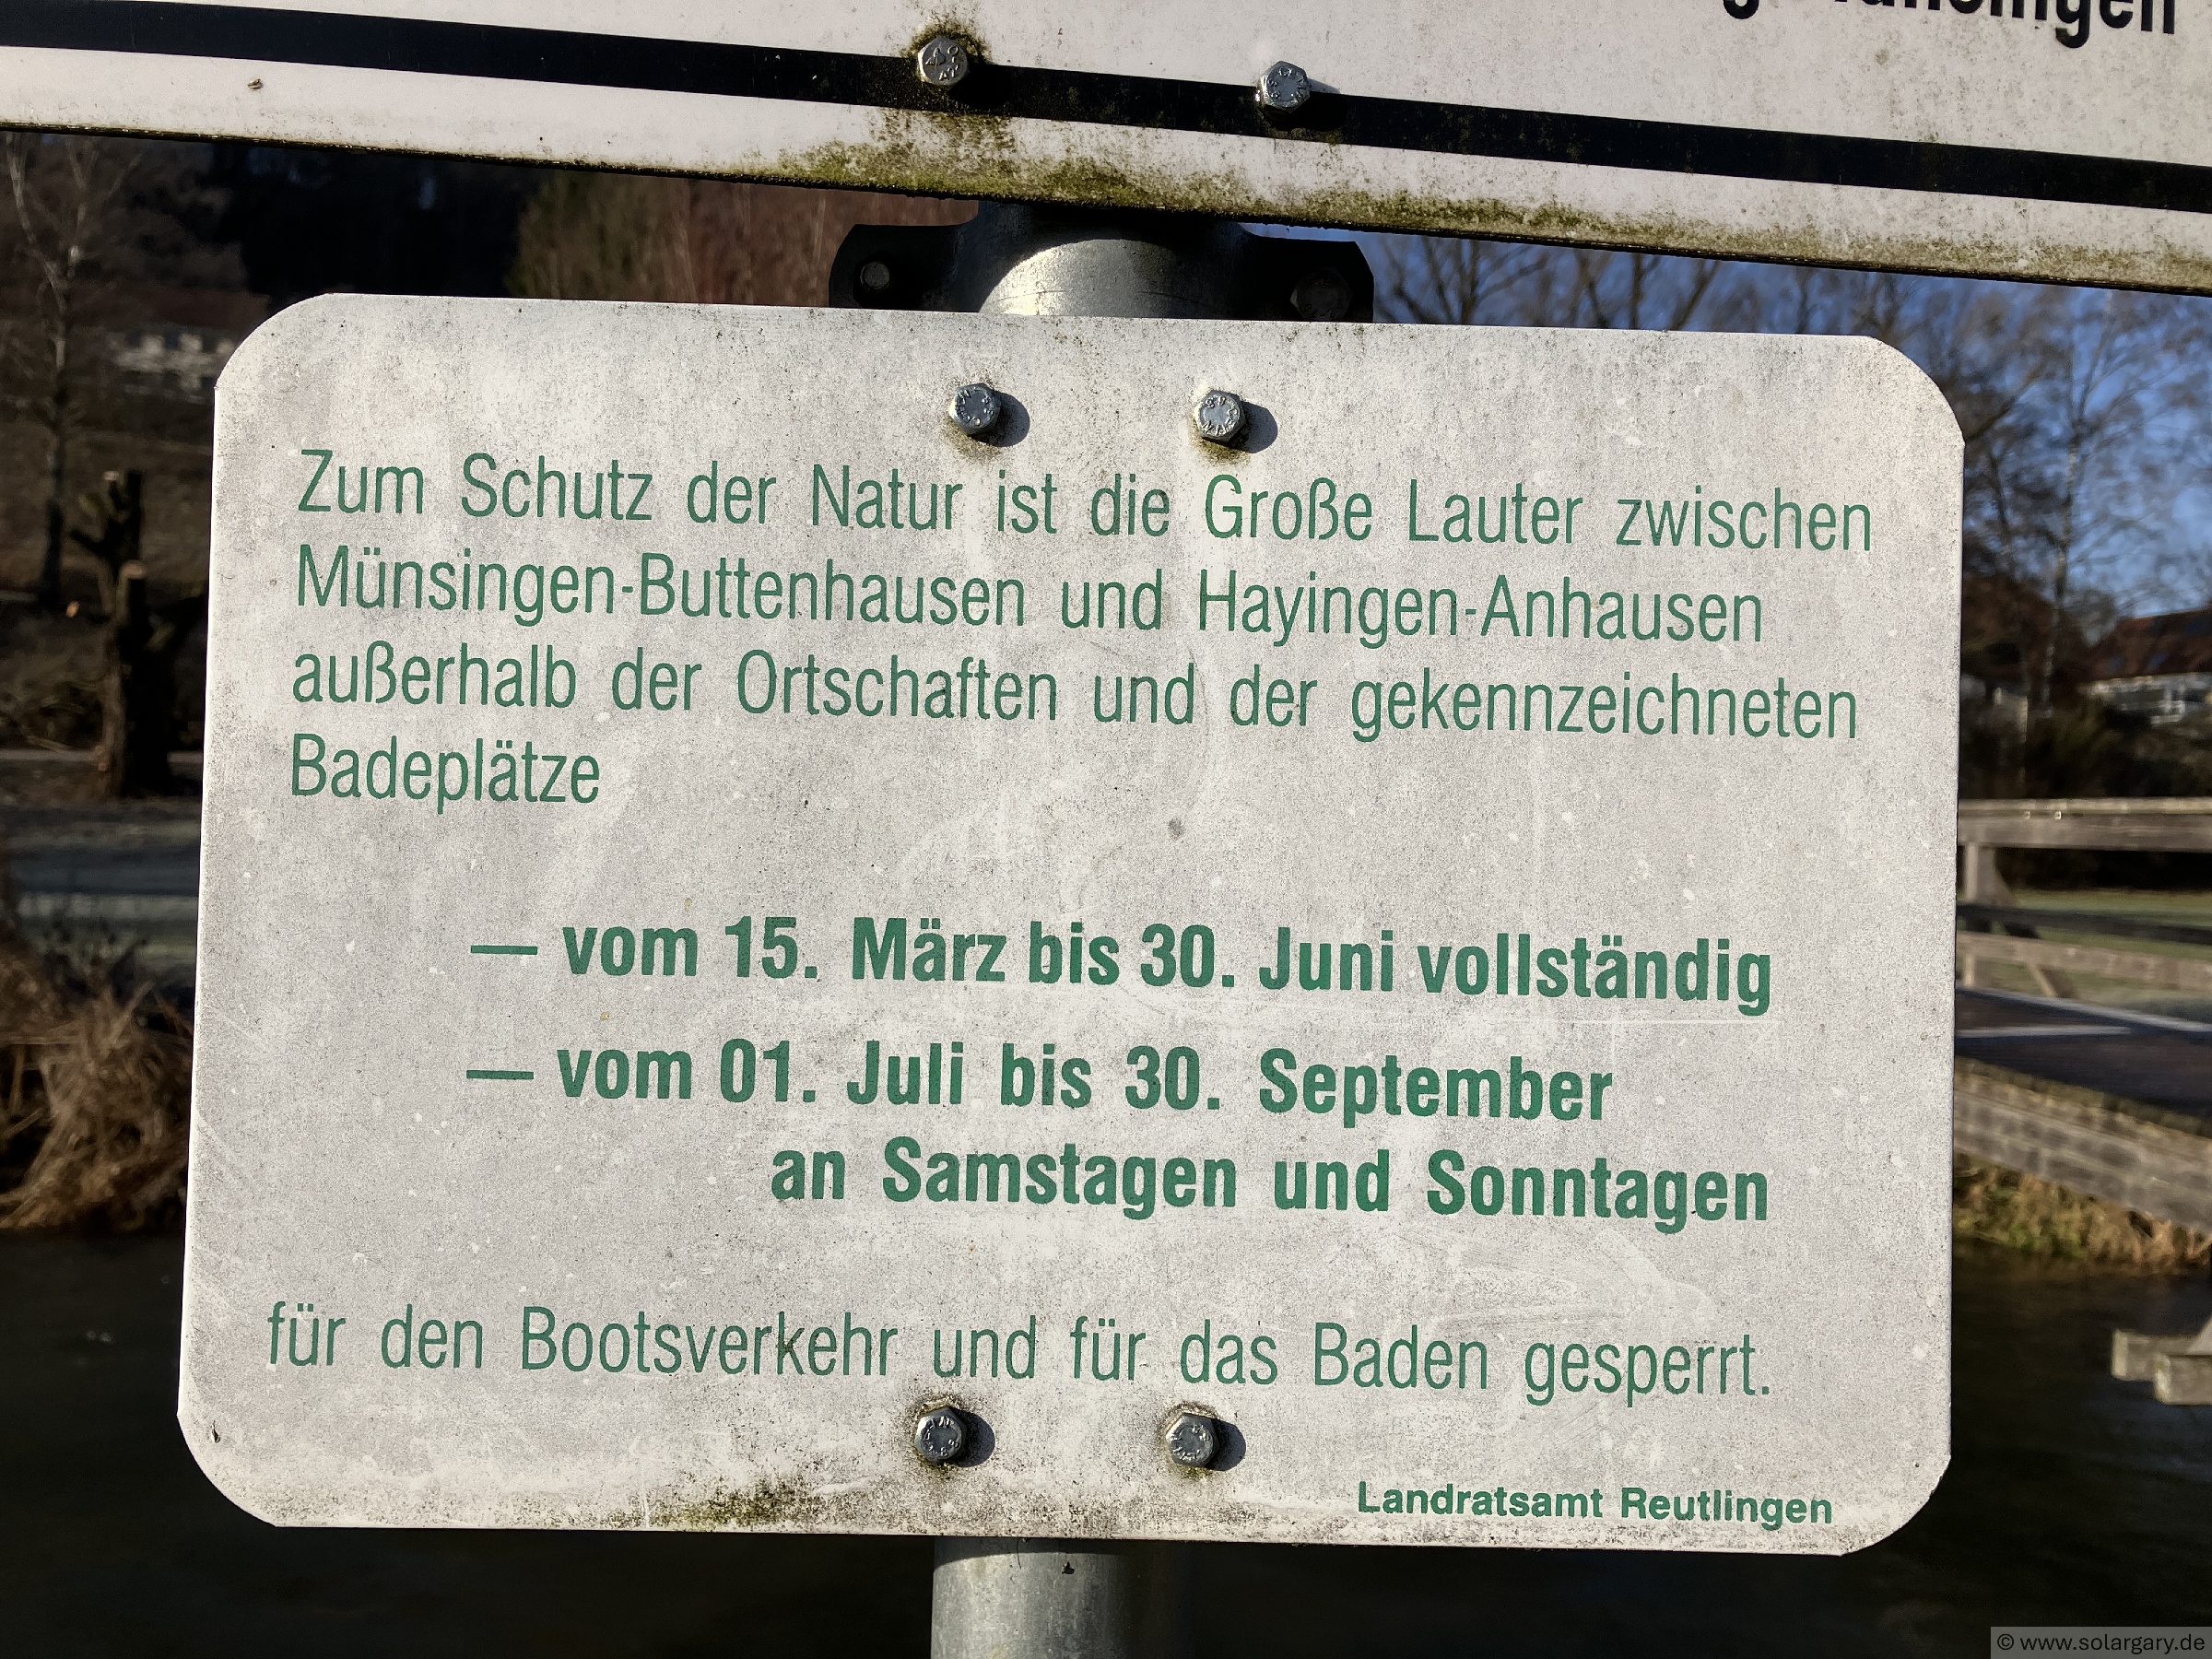 Zum Schutz der Natur ist die Große Lauter zwischen
Münsingen-Buttenhausen und Hayingen-Anhausen
außerhalb der Ortschaften und der gekennzeichneten
Badeplätze
— vom 15. März bis 30. Juni vollständig
— vom 01. Juli bis 30. September
an Samstagen und Sonntagen
für den Bootsverkehr und für das Baden gesperrt.
Landratsamt Reutlingen
© www.solargary.de